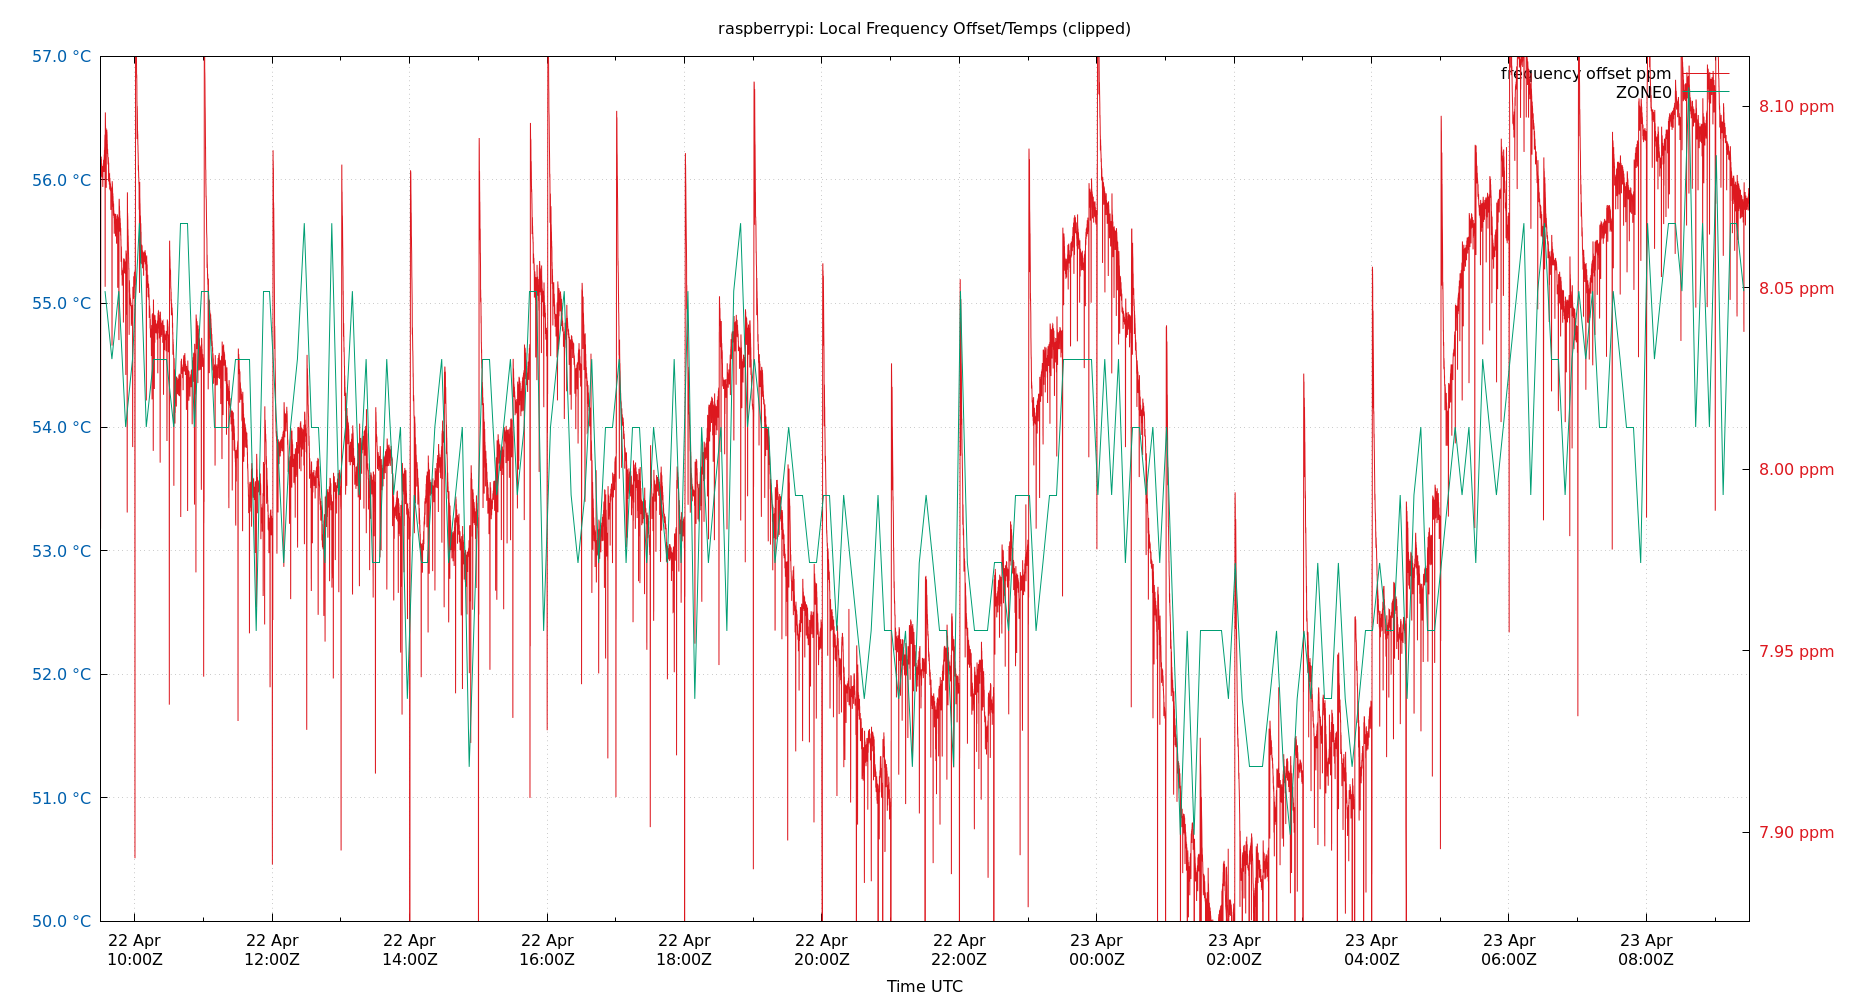 raspberrypi: Local Frequency Offset/Temps (clipped)
57.0 °C
56.0 °C
55.0 °C
54.0 °C
53.0 °C
52.0 °C
51.0 °C
50.0 °C
frequency offset ppm
ZONE0
8.10 ppm
8.05 ppm
8.00 ppm
7.95 ppm
7.90 ppm
22 Apr 22 Apr 22 Apr 22 Apr 22 Apr 22 Apr 22 Apr 23 Apr 23 Apr 23 Apr 23 Apr 23 Apr
10:00Z 12:00Z 14:00Z 16:00Z 18:00Z 20:00Z 22:00Z 00:00Z 02:00Z 04:00Z 06:00Z 08:00Z
Time UTC